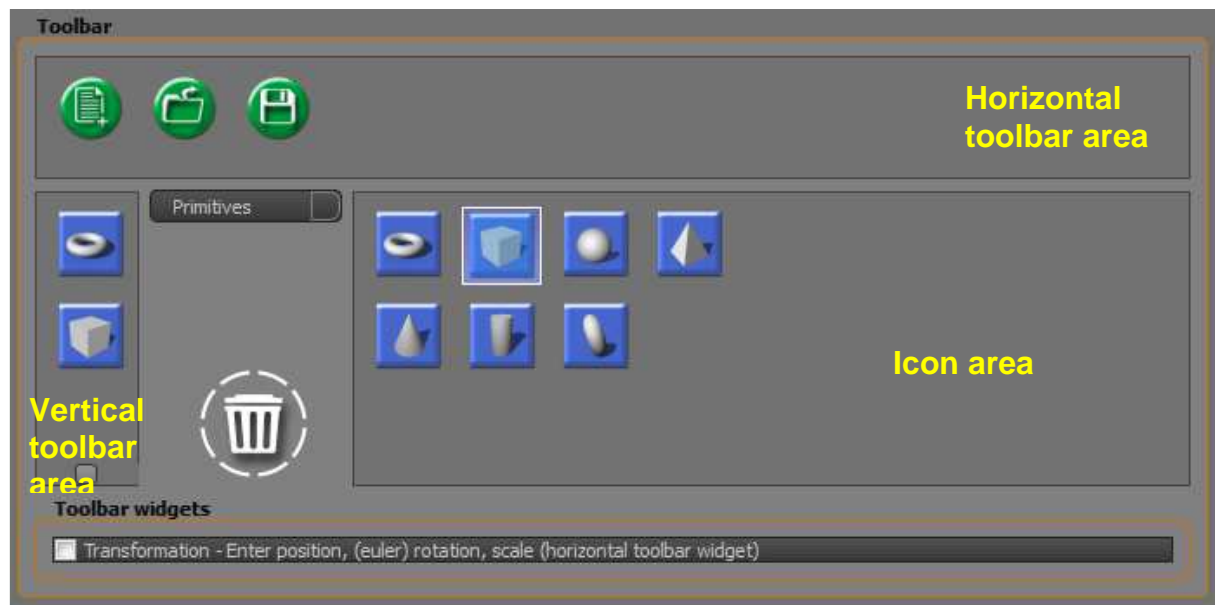 Toolbar
Horizontal
toolbar area
Primitives
Icon area
Vertical
toolbar
area
Toolbar widgets
Transformation - Enter position, (euler) rotation, scale (horizontal toolbar widget)